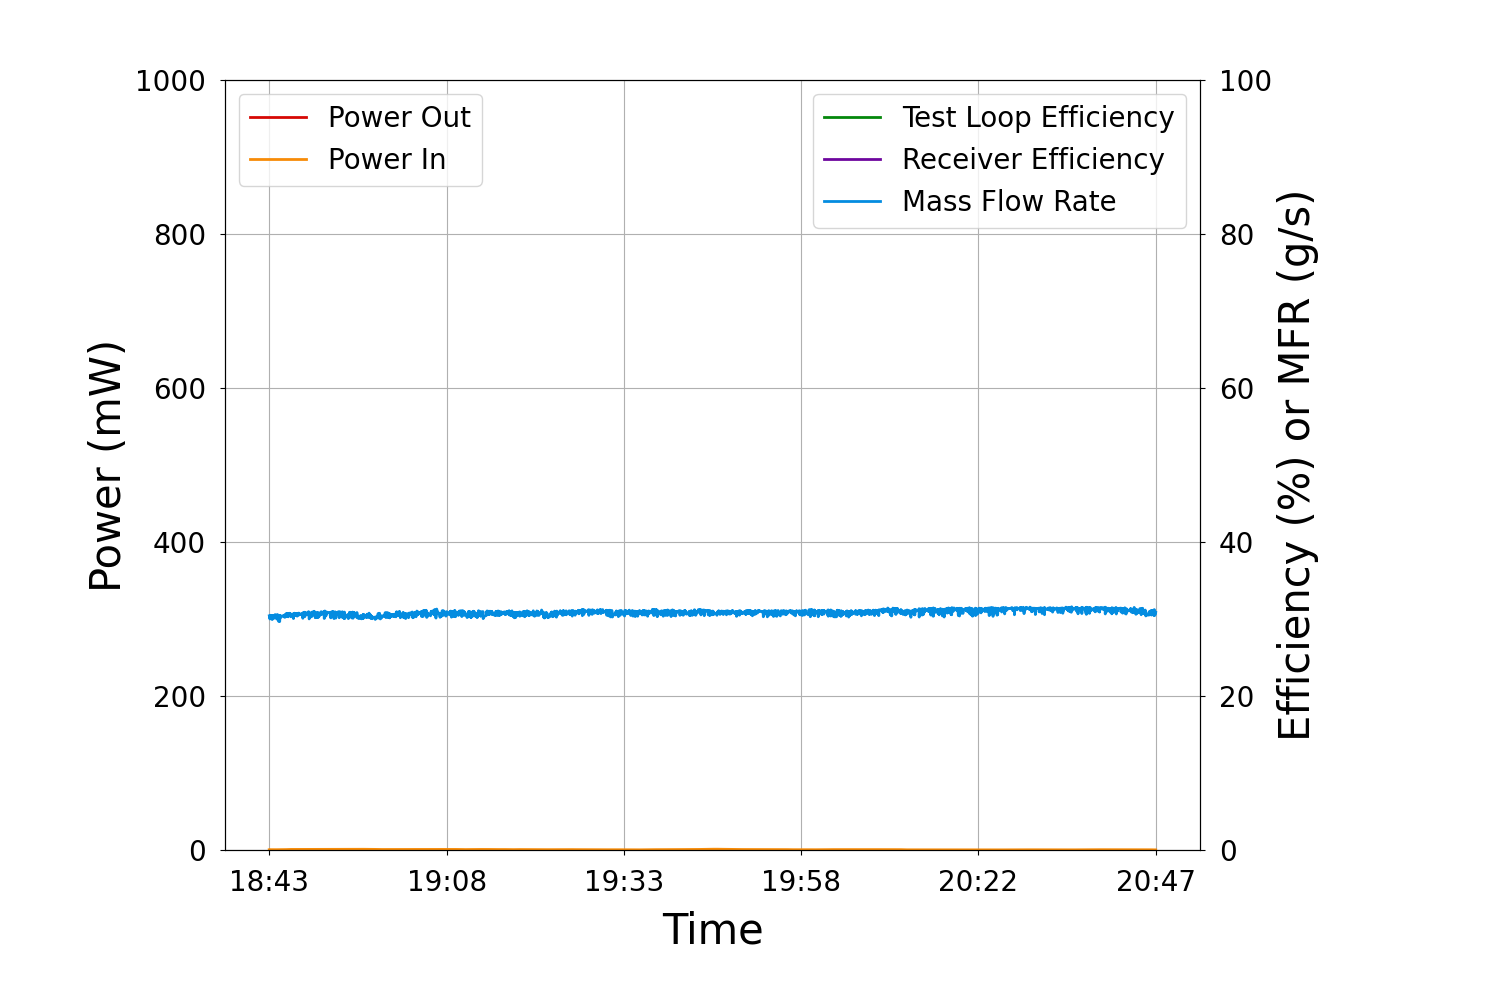 Power Out
Power In
Test Loop Efficiency
Receiver Efficiency
Mass Flow Rate
1000
800
600
400
200
0
Power (mW)
100
80
60
40
20
0
Efficiency (%) or MFR (g/s)
18:43 19:08 19:33 19:58 20:22 20:47
Time